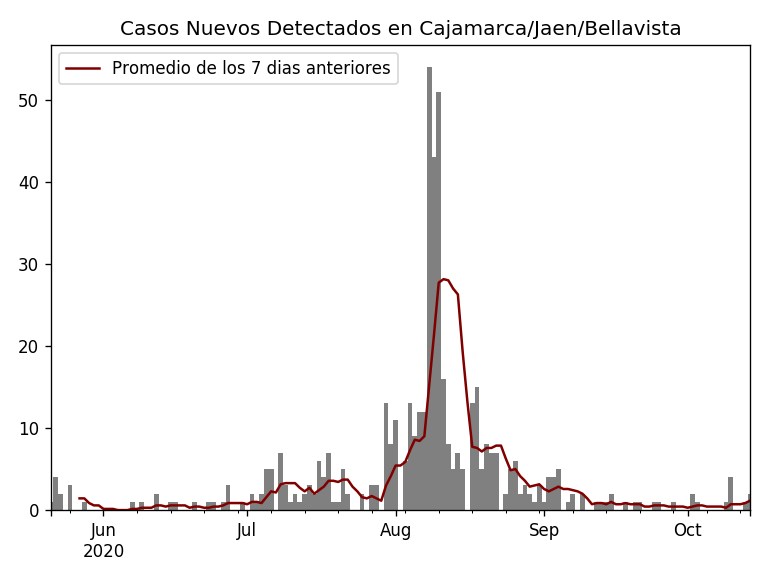 Casos Nuevos Detectados en Cajamarca/Jaen/Bellavista
Promedio de los 7 dias anteriores
50
40
30
20
10
0
Jun
2020
Jul
Aug
Sep
Oct